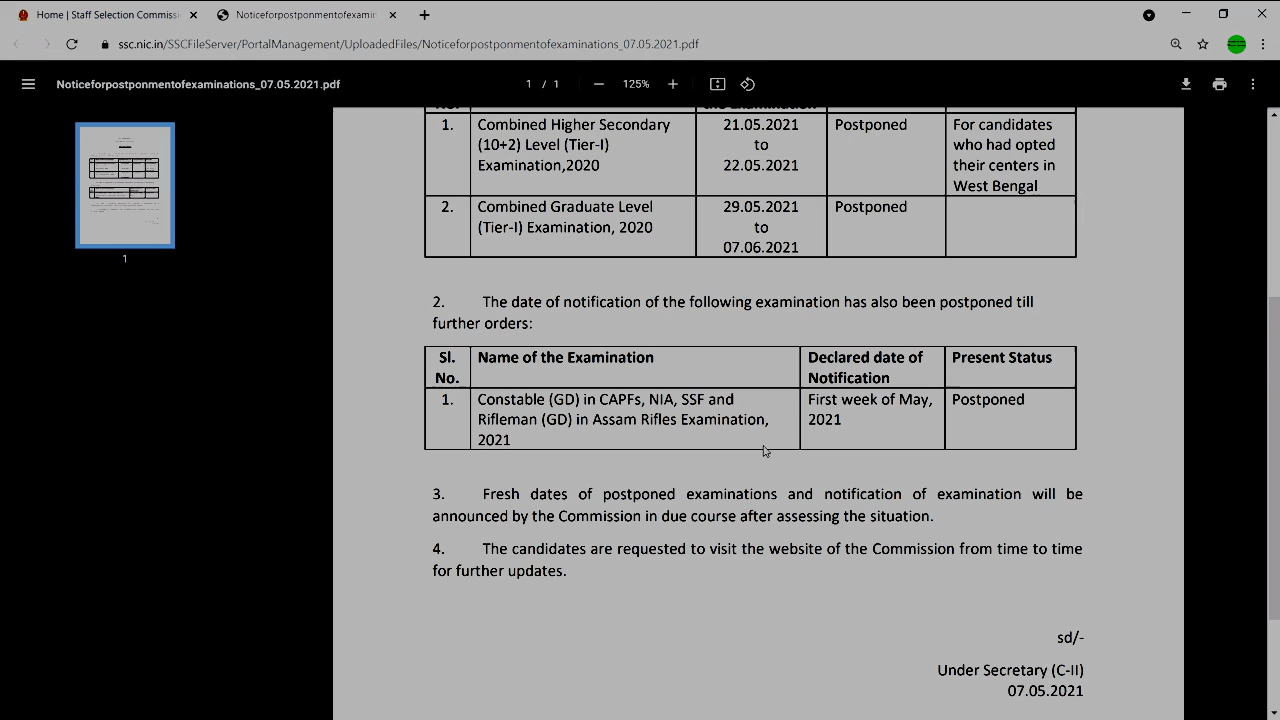 Home | Staff Selection Commissi
Noticeforpostponmentofexamin
ssc.nic.in/SSCFileServer/PortalManagement/UploadedFiles/Noticeforpostponmentofexaminations_07.05.2021.pdf
Noticeforpostponmentofexaminations_07.05.2021.pdf
1 / 1
125%
1
1. Combined Higher Secondary 21.05.2021 Postponed For candidates
(10+2) Level (Tier-I) to who had opted
Examination,2020 22.05.2021 their centers in
West Bengal
2. Combined Graduate Level 29.05.2021 Postponed
(Tier-I) Examination, 2020 to
07.06.2021
2. The date of notification of the following examination has also been postponed till
further orders:
Sl. Name of the Examination Declared date of Present Status
No. Notification
1. Constable (GD) in CAPFs, NIA, SSF and First week of May, Postponed
Rifleman (GD) in Assam Rifles Examination, 2021
2021
3. Fresh dates of postponed examinations and notification of examination will be
announced by the Commission in due course after assessing the situation.
4. The candidates are requested to visit the website of the Commission from time to time
for further updates.
sd/-
Under Secretary (C-II)
07.05.2021